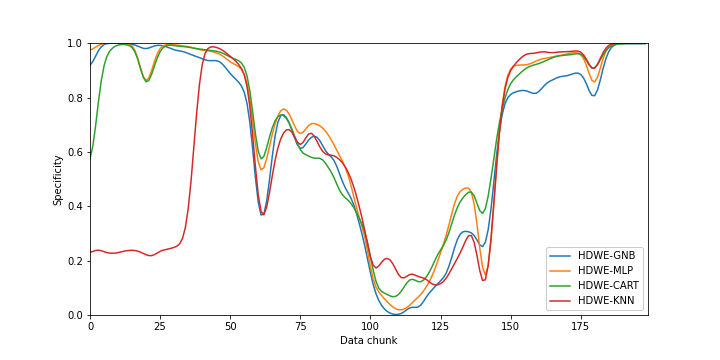 1.0
0.8
0.6
0.4
0.2
0.0
Specificity
0
25
50
75
100
125
150
175
Data chunk
HDWE-GNB
HDWE-MLP
HDWE-CART
HDWE-KNN